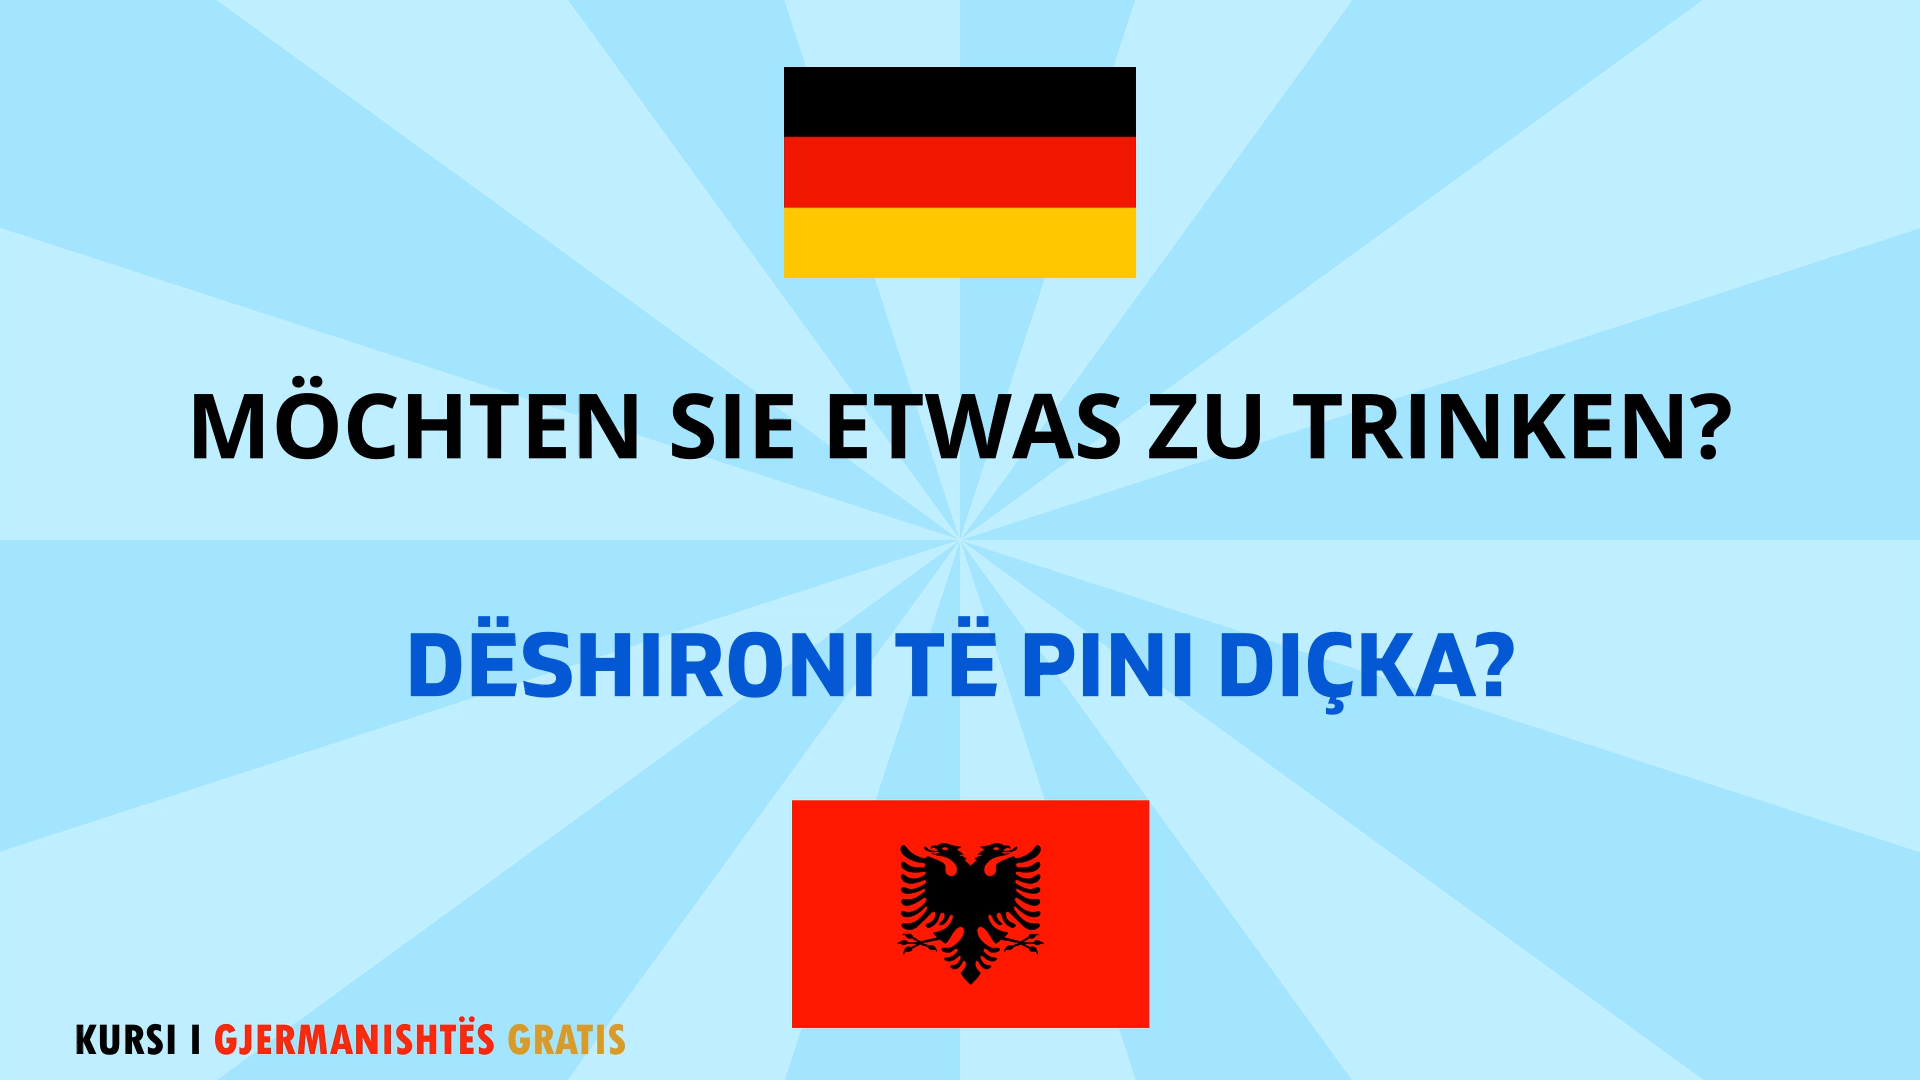 MÖCHTEN SIE ETWAS ZU TRINKEN?
DËSHIRONI TË PINI DIÇKA?
KURSI I GJERMANISHTËS GRATIS